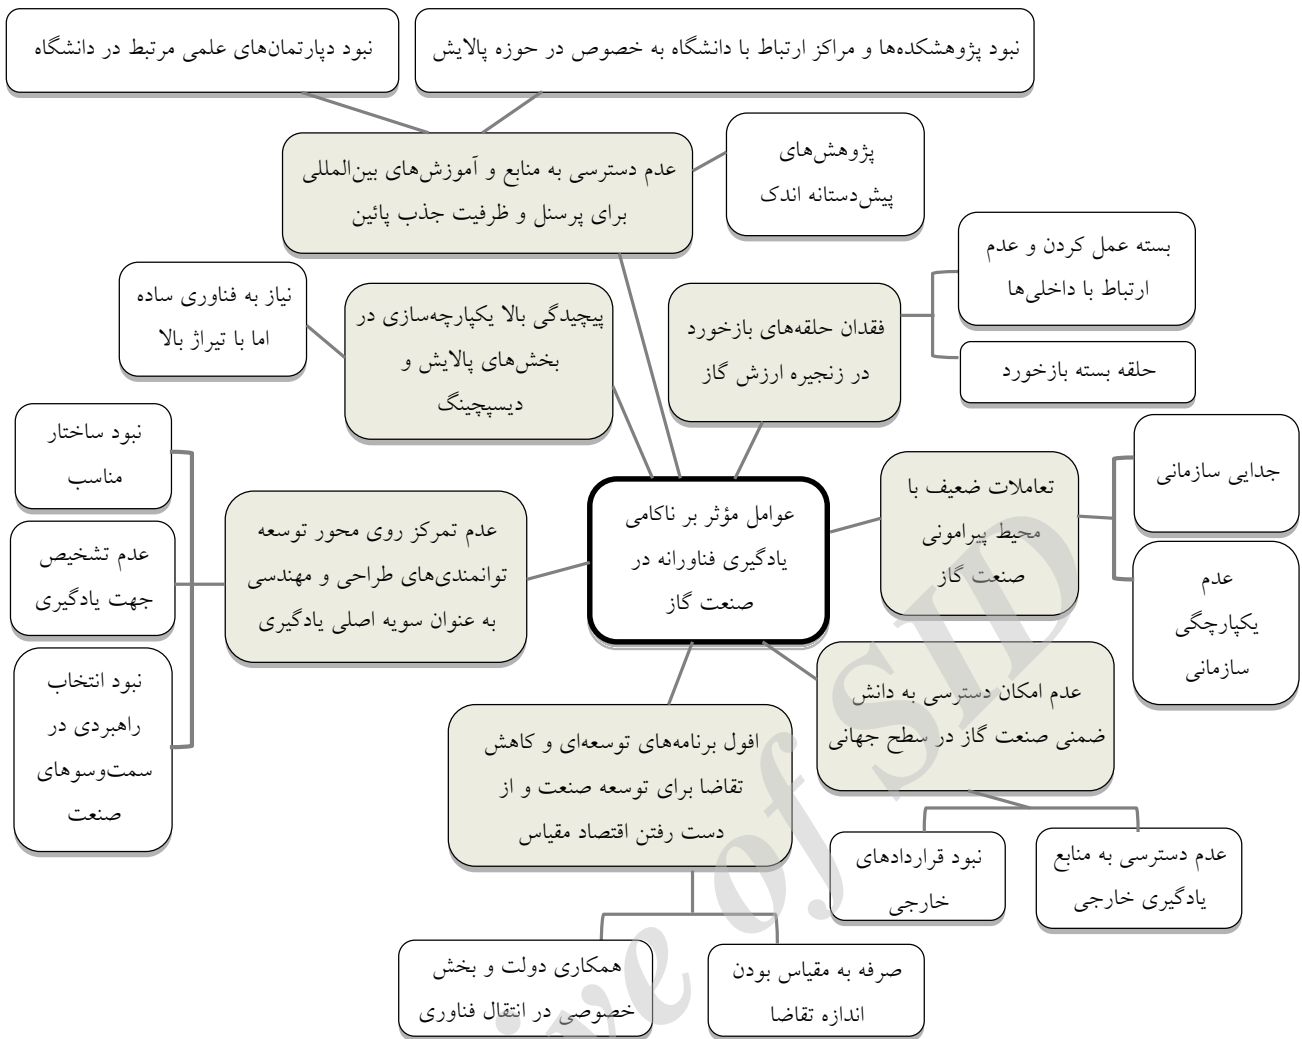 نبود پژوهشکده‌ها و مراکز ارتباط با دانشگاه به خصوص در حوزه پالایش
نبود دپارتمان‌های علمی مرتبط در دانشگاه
پژوهش‌های
پیش‌دستانه اندک
عدم دسترسی به منابع و آموزش‌های بین‌المللی
برای پرسنل و ظرفیت جذب پائین
بسته عمل کردن و عدم
ارتباط با داخلی‌ها
حلقه بسته بازخورد
فقدان حلقه‌های بازخورد
در زنجیره ارزش گاز
پیچیدگی بالا یکپارچه‌سازی در
بخش‌های پالایش و
دیسپچینگ
نیاز به فناوری ساده
اما با تیراژ بالا
جدایی سازمانی
عدم
یکپارچگی
سازمانی
تعاملات ضعیف با
محیط پیرامونی
صنعت گاز
عوامل مؤثر بر ناکامی
یادگیری فناورانه در
صنعت گاز
عدم تمرکز روی محور توسعه
توانمندی‌های طراحی و مهندسی
به عنوان سویه اصلی یادگیری
نبود ساختار
مناسب
عدم تشخیص
جهت یادگیری
نبود انتخاب
راهبردی در
سمت‌وسوهای
صنعت
عدم امکان دسترسی به دانش
ضمنی صنعت گاز در سطح جهانی
عدم دسترسی به منابع
یادگیری خارجی
نبود قراردادهای
خارجی
افول برنامه‌های توسعه‌ای و کاهش
تقاضا برای توسعه صنعت و از
دست رفتن اقتصاد مقیاس
صرفه به مقیاس بودن
اندازه تقاضا
همکاری دولت و بخش
خصوصی در انتقال فناوری
ive of SID